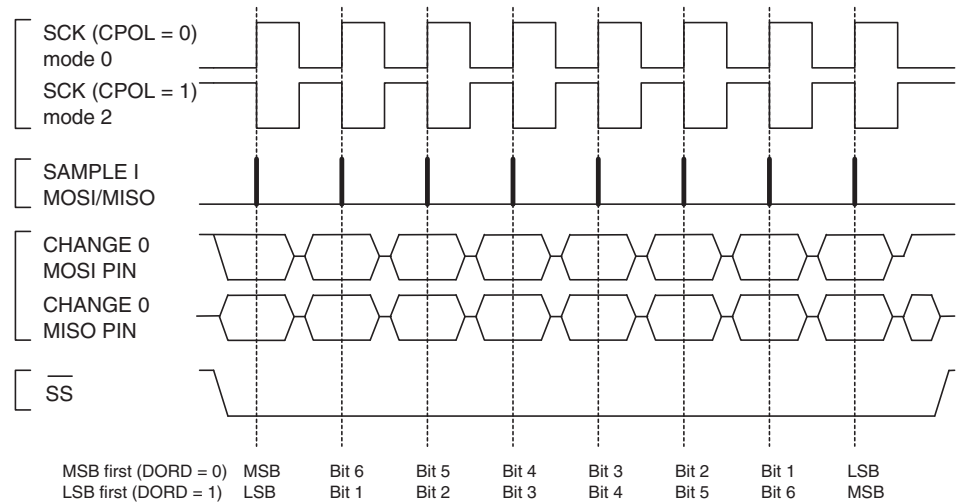 SCK (CPOL = 0)
mode 0
SCK (CPOL = 1)
mode 2
SAMPLE I
MOSI/MISO
CHANGE 0
MOSI PIN
CHANGE 0
MISO PIN
SS
MSB first (DORD = 0) MSB Bit 6 Bit 5 Bit 4 Bit 3 Bit 2 Bit 1 LSB
LSB first (DORD = 1) LSB Bit 1 Bit 2 Bit 3 Bit 4 Bit 5 Bit 6 MSB